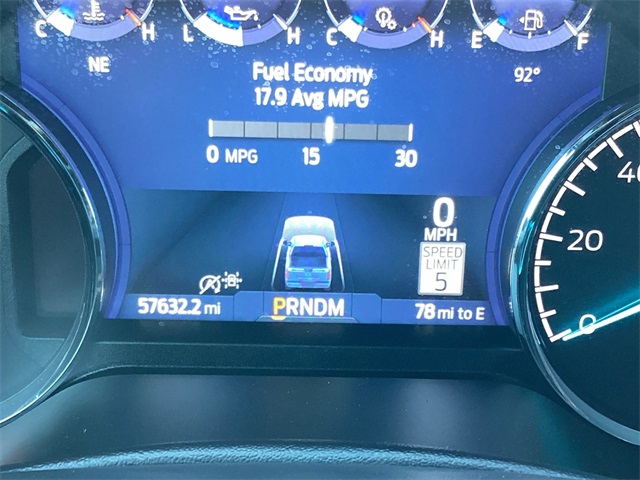 C H L H C H E F
NE
92°
Fuel Economy
17.9 Avg MPG
0 MPG 15 30
0
MPH
SPEED
LIMIT
5
57632.2 mi
PRNDM
78 mi to E
40
20
0